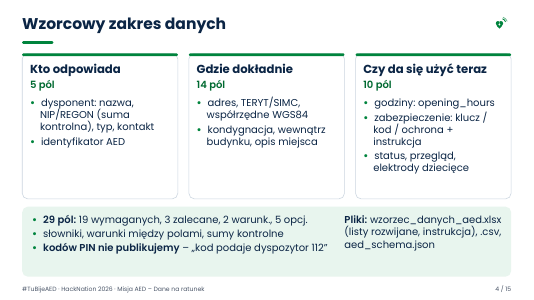 Wzorcowy zakres danych
Kto odpowiada
5 pól
• dysponent: nazwa,
NIP/REGON (suma
kontrolna), typ, kontakt
• identyfikator AED
Gdzie dokładnie
14 pól
• adres, TERYT/SIMC,
współrzędne WGS84
• kondygnacja, wewnątrz
budynku, opis miejsca
Czy da się użyć teraz
10 pól
• godziny: opening_hours
• zabezpieczenie: klucz /
kod / ochrona +
instrukcja
• status, przegląd,
elektrody dziecięce
• 29 pól: 19 wymaganych, 3 zalecane, 2 warunk., 5 opcj.
• słowniki, warunki między polami, sumy kontrolne
• kodów PIN nie publikujemy – „kod podaje dyspozytor 112”
Pliki: wzorzec_danych_aed.xlsx
(listy rozwijane, instrukcja), .csv,
aed_schema.json
#TuBijeAED · HackNation 2026 · Misja AED – Dane na ratunek
4 / 15